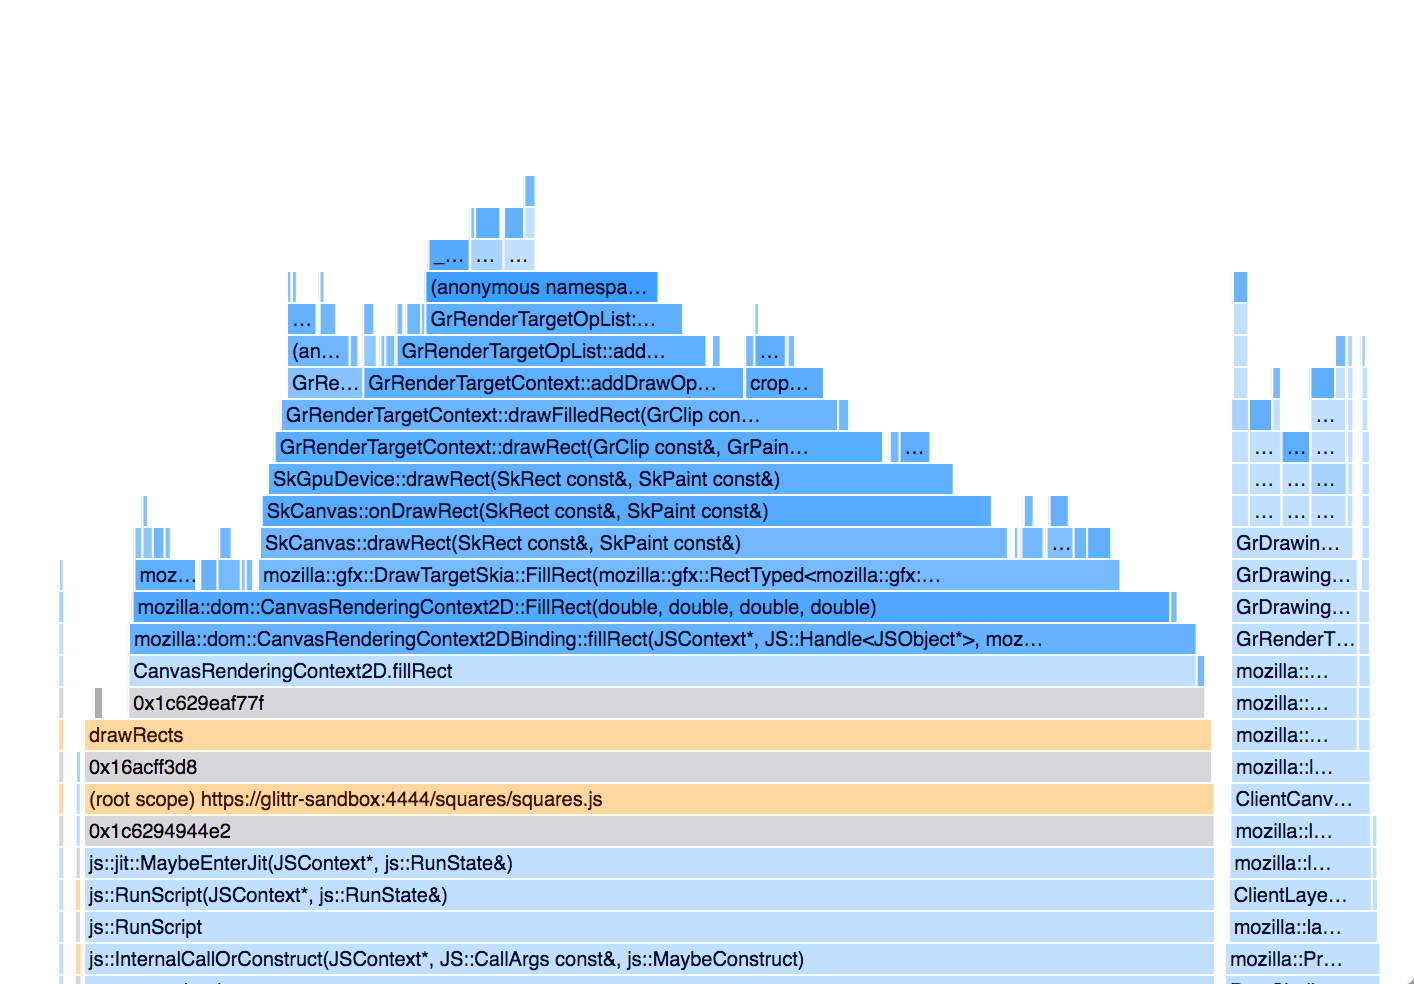 _... ... ...
(anonymous namespa...
... GrRenderTargetOpList:...
(an... GrRenderTargetOpList::add... ...
GrRe... GrRenderTargetContext::addDrawOp... crop...
GrRenderTargetContext::drawFilledRect(GrClip con... ...
GrRenderTargetContext::drawRect(GrClip const&, GrPain... ... ... ... ...
SkGpuDevice::drawRect(SkRect const&, SkPaint const&) ... ... ...
SkCanvas::onDrawRect(SkRect const&, SkPaint const&) ... ... ...
SkCanvas::drawRect(SkRect const&, SkPaint const&) ... GrDrawin...
moz... mozilla::gfx::DrawTargetSkia::FillRect(mozilla::gfx::RectTyped<mozilla::gfx:... GrDrawing...
mozilla::dom::CanvasRenderingContext2D::FillRect(double, double, double, double) GrDrawing...
mozilla::dom::CanvasRenderingContext2DBinding::fillRect(JSContext*, JS::Handle<JSObject*>, moz... GrRenderT...
CanvasRenderingContext2D.fillRect mozilla::...
0x1c629eaf77f mozilla::...
drawRects mozilla::...
0x16acff3d8 mozilla::l...
(root scope) https://glittr-sandbox:4444/squares/squares.js ClientCanv...
0x1c6294944e2 mozilla::l...
js::jit::MaybeEnterJit(JSContext*, js::RunState&) mozilla::l...
js::RunScript(JSContext*, js::RunState&) ClientLaye...
js::RunScript mozilla::la...
js::InternalCallOrConstruct(JSContext*, JS::CallArgs const&, js::MaybeConstruct) mozilla::Pr...